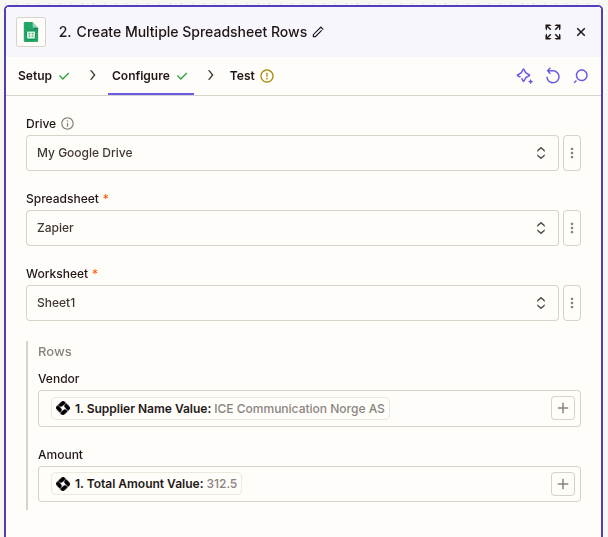 2. Create Multiple Spreadsheet Rows
Setup Configure Test
Drive
My Google Drive
Spreadsheet *
Zapier
Worksheet *
Sheet1
Rows
Vendor
1. Supplier Name Value: ICE Communication Norge AS
Amount
1. Total Amount Value: 312.5